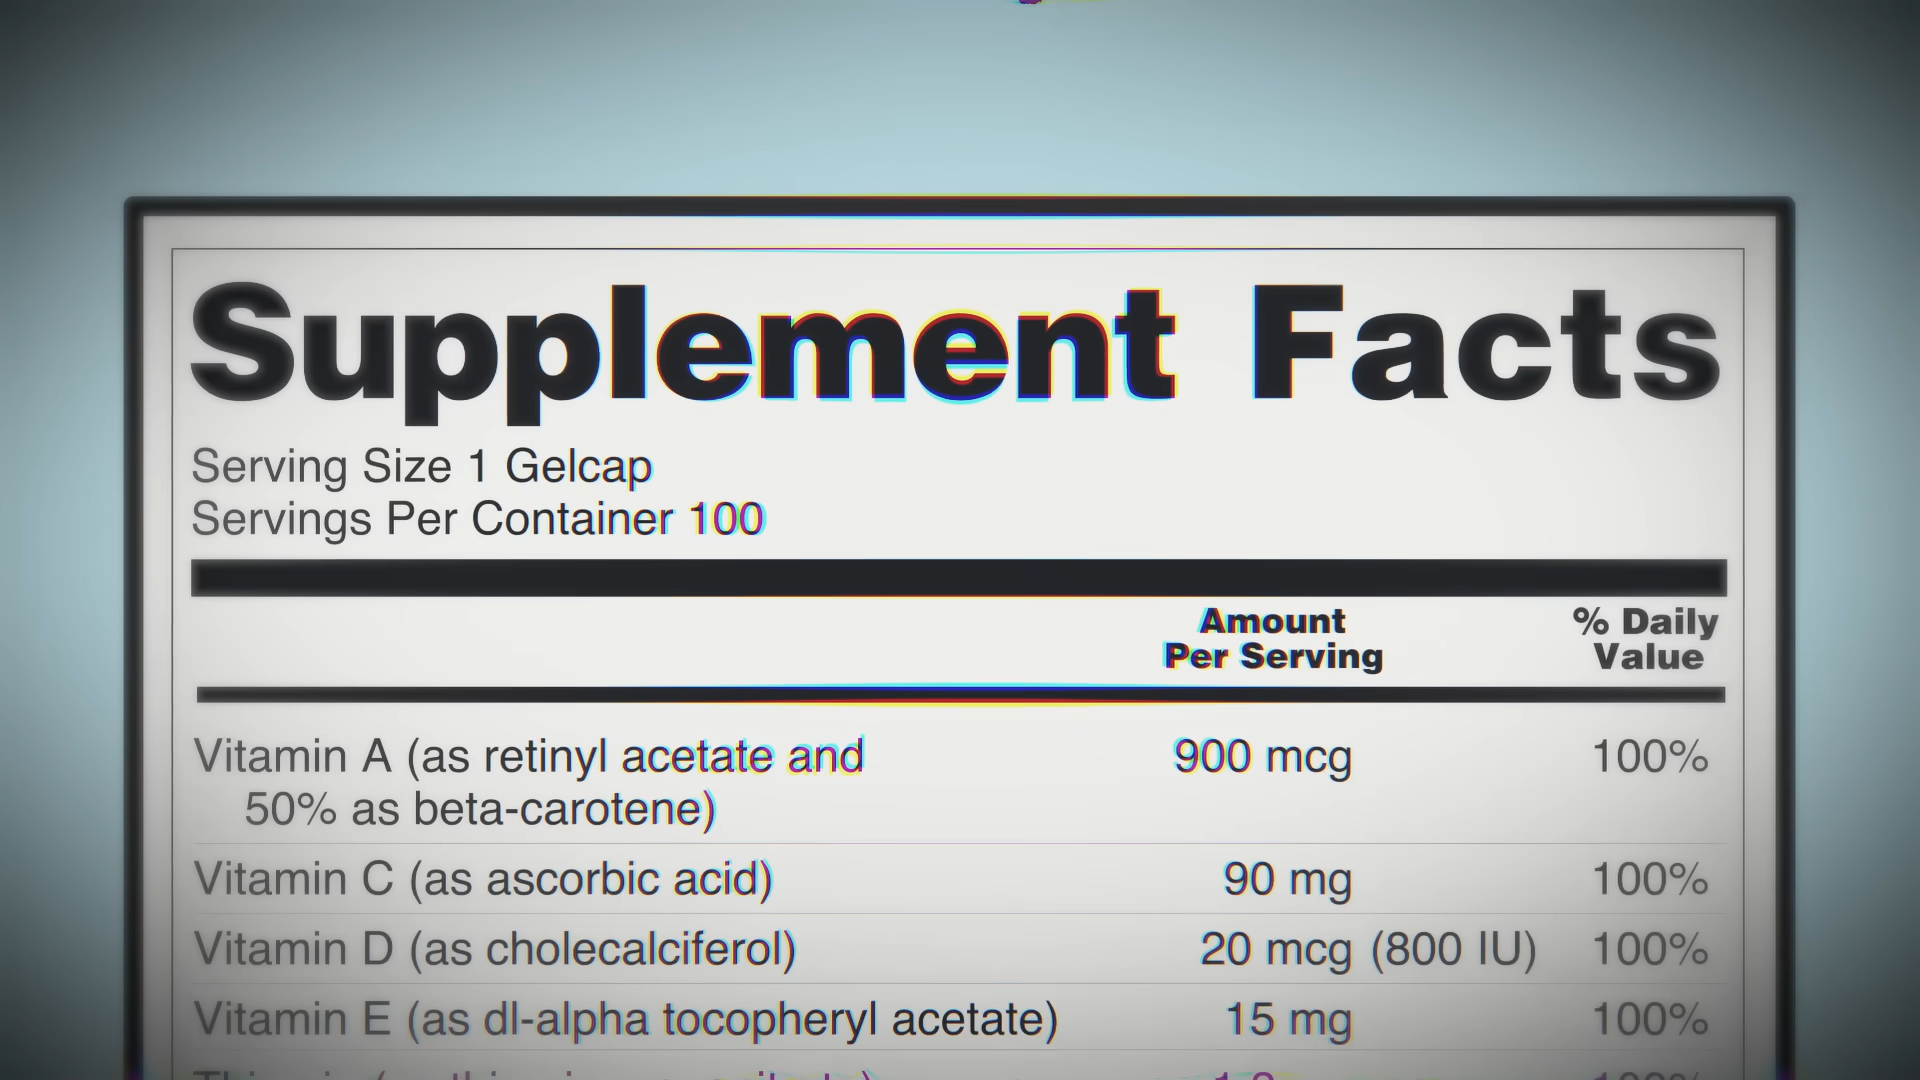 Supplement Facts
Serving Size 1 Gelcap
Servings Per Container 100
Amount
Per Serving
% Daily
Value
Vitamin A (as retinyl acetate and 900 mcg 100%
50% as beta-carotene)
Vitamin C (as ascorbic acid) 90 mg 100%
Vitamin D (as cholecalciferol) 20 mcg (800 IU) 100%
Vitamin E (as dl-alpha tocopheryl acetate) 15 mg 100%